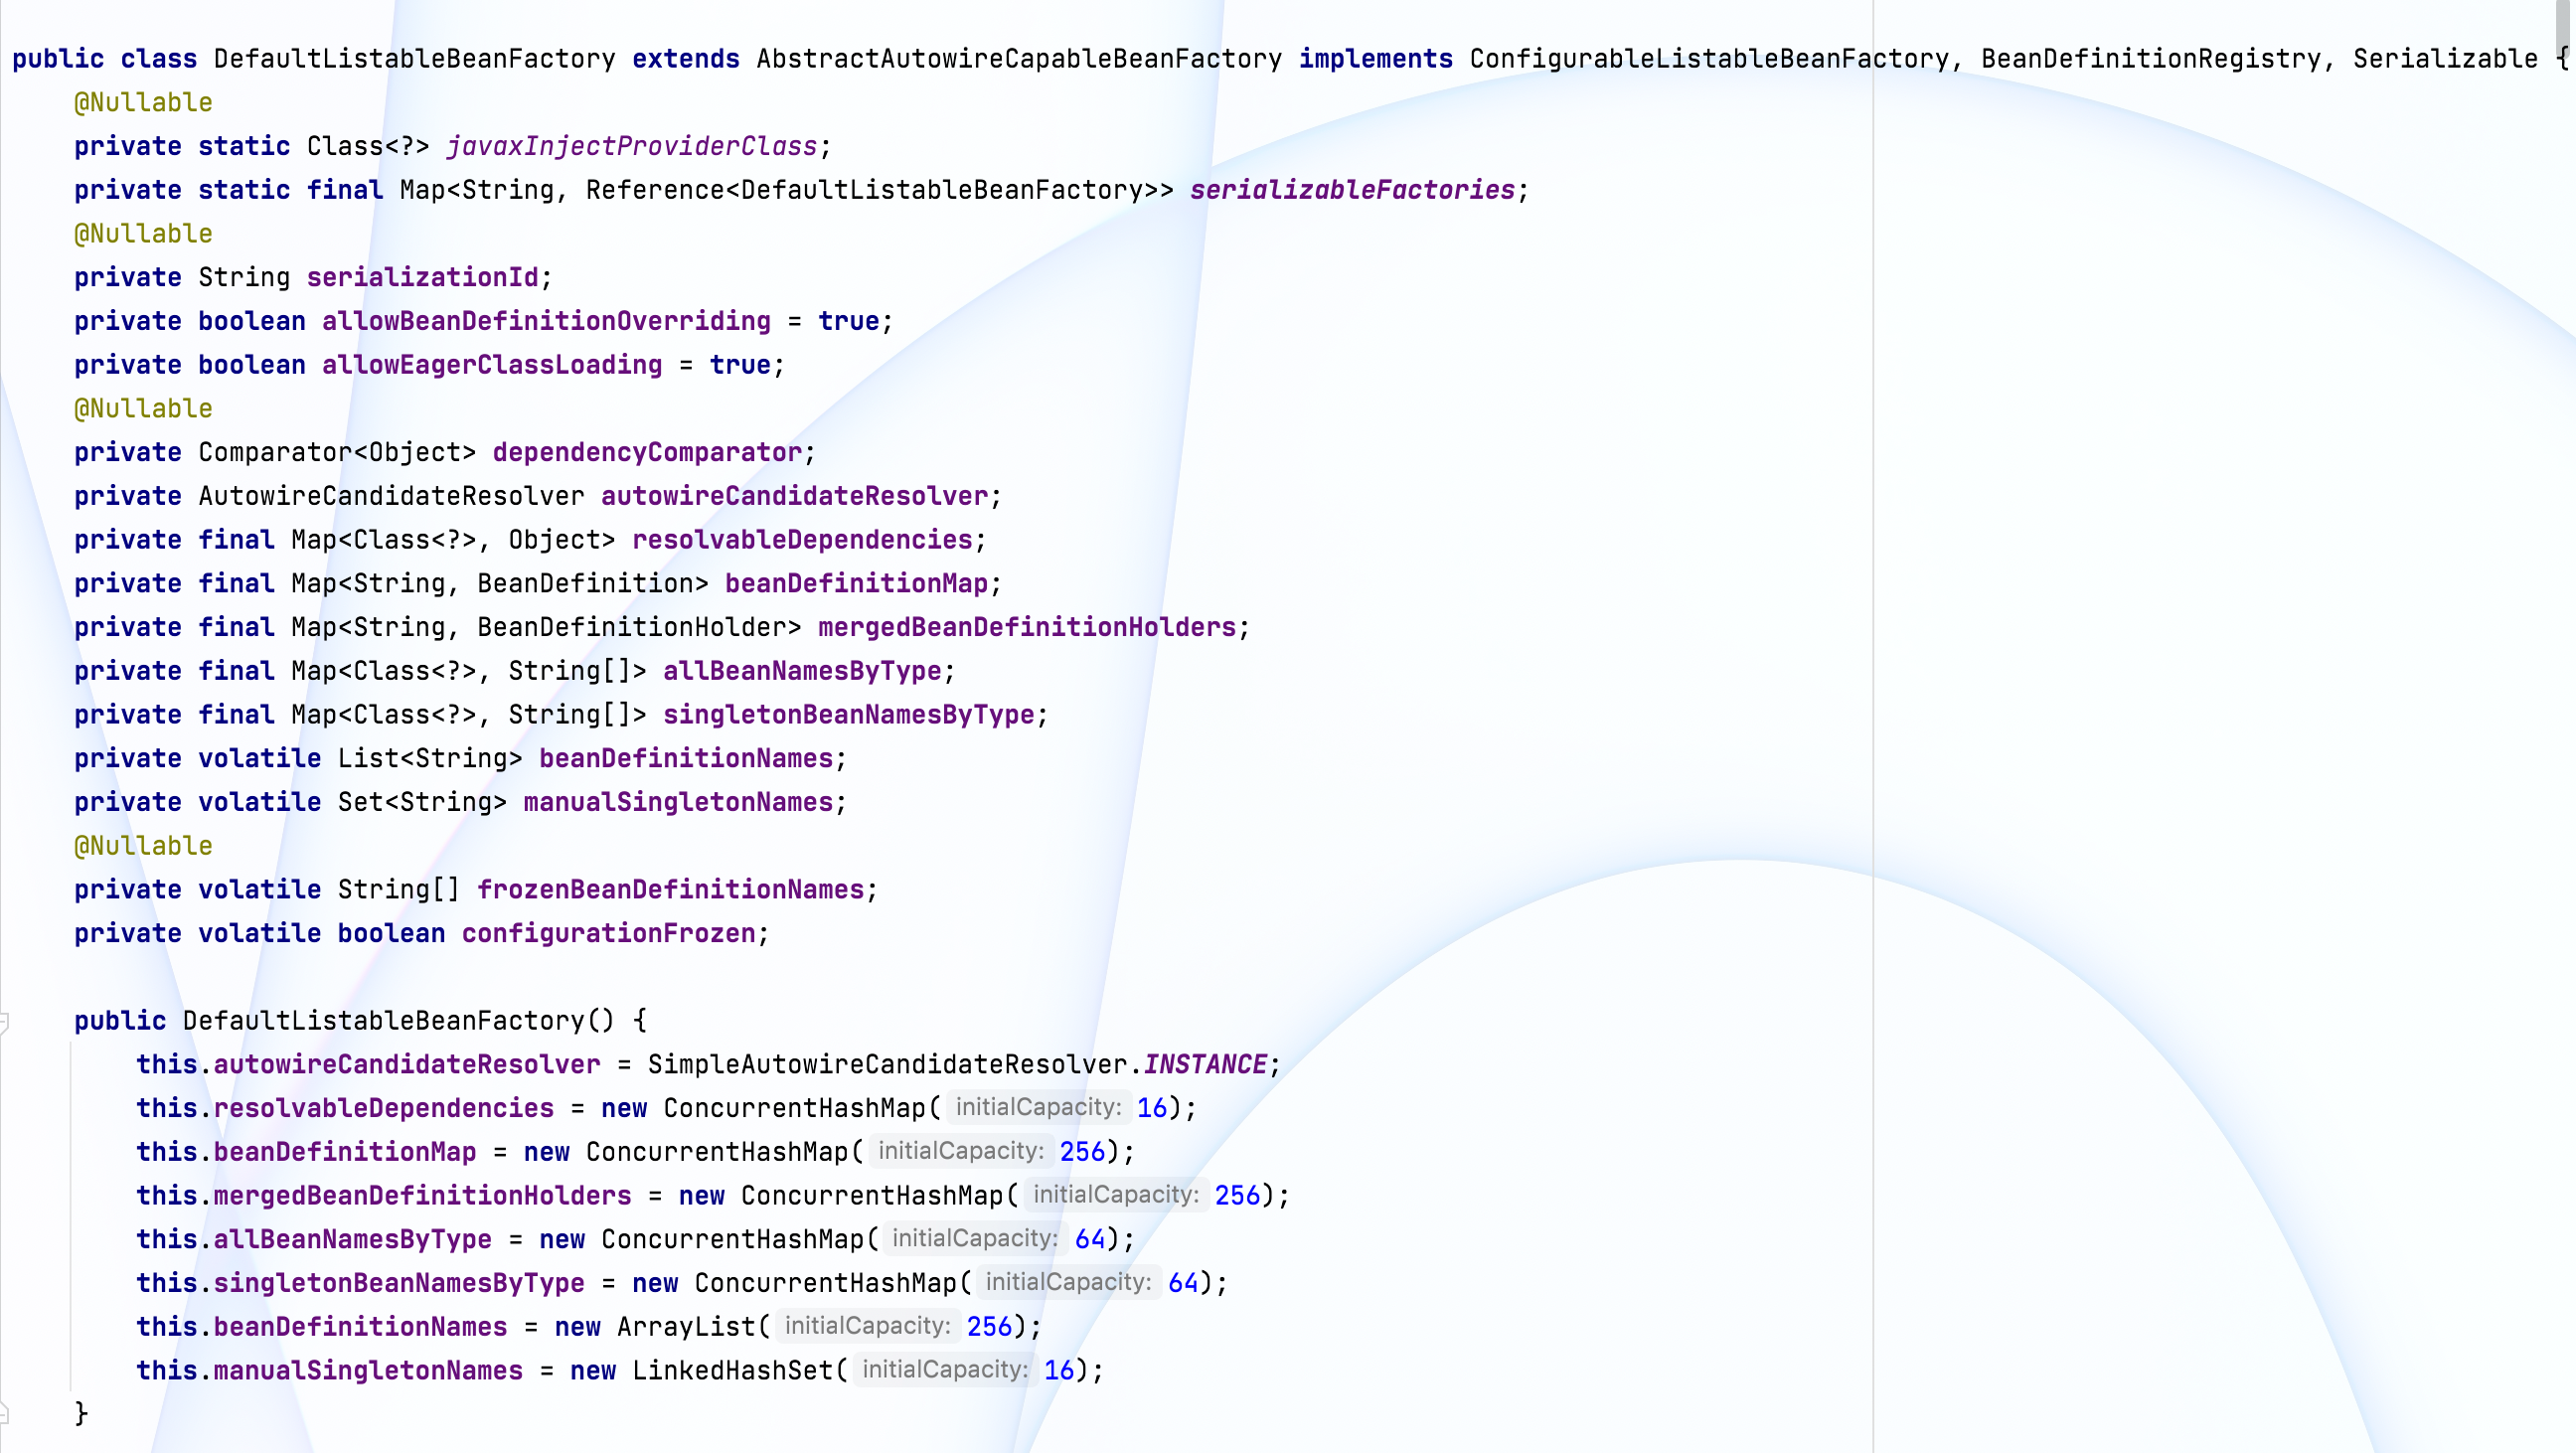 public class DefaultListableBeanFactory extends AbstractAutowireCapableBeanFactory implements ConfigurableListableBeanFactory, BeanDefinitionRegistry, Serializable {
    @Nullable
    private static Class<?> javaxInjectProviderClass;
    private static final Map<String, Reference<DefaultListableBeanFactory>> serializableFactories;
    @Nullable
    private String serializationId;
    private boolean allowBeanDefinitionOverriding = true;
    private boolean allowEagerClassLoading = true;
    @Nullable
    private Comparator<Object> dependencyComparator;
    private AutowireCandidateResolver autowireCandidateResolver;
    private final Map<Class<?>, Object> resolvableDependencies;
    private final Map<String, BeanDefinition> beanDefinitionMap;
    private final Map<String, BeanDefinitionHolder> mergedBeanDefinitionHolders;
    private final Map<Class<?>, String[]> allBeanNamesByType;
    private final Map<Class<?>, String[]> singletonBeanNamesByType;
    private volatile List<String> beanDefinitionNames;
    private volatile Set<String> manualSingletonNames;
    @Nullable
    private volatile String[] frozenBeanDefinitionNames;
    private volatile boolean configurationFrozen;

    public DefaultListableBeanFactory() {
        this.autowireCandidateResolver = SimpleAutowireCandidateResolver.INSTANCE;
        this.resolvableDependencies = new ConcurrentHashMap( initialCapacity: 16);
        this.beanDefinitionMap = new ConcurrentHashMap( initialCapacity: 256);
        this.mergedBeanDefinitionHolders = new ConcurrentHashMap( initialCapacity: 256);
        this.allBeanNamesByType = new ConcurrentHashMap( initialCapacity: 64);
        this.singletonBeanNamesByType = new ConcurrentHashMap( initialCapacity: 64);
        this.beanDefinitionNames = new ArrayList( initialCapacity: 256);
        this.manualSingletonNames = new LinkedHashSet( initialCapacity: 16);
    }